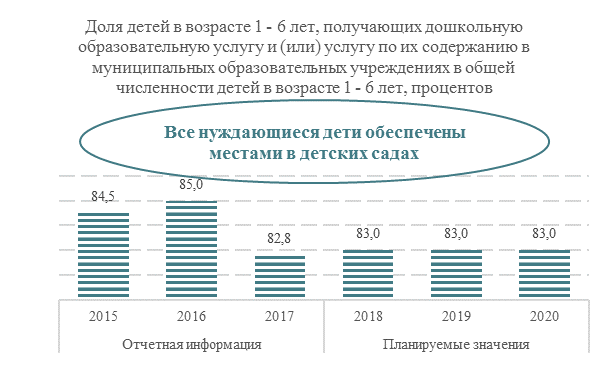 Доля детей в возрасте 1 - 6 лет, получающих дошкольную
образовательную услугу и (или) услугу по их содержанию в
муниципальных образовательных учреждениях в общей
численности детей в возрасте 1 - 6 лет, процентов
Все нуждающиеся дети обеспечены
местами в детских садах
84,5 85,0 82,8 83,0 83,0 83,0
2015 2016 2017 2018 2019 2020
Отчетная информация Планируемые значения